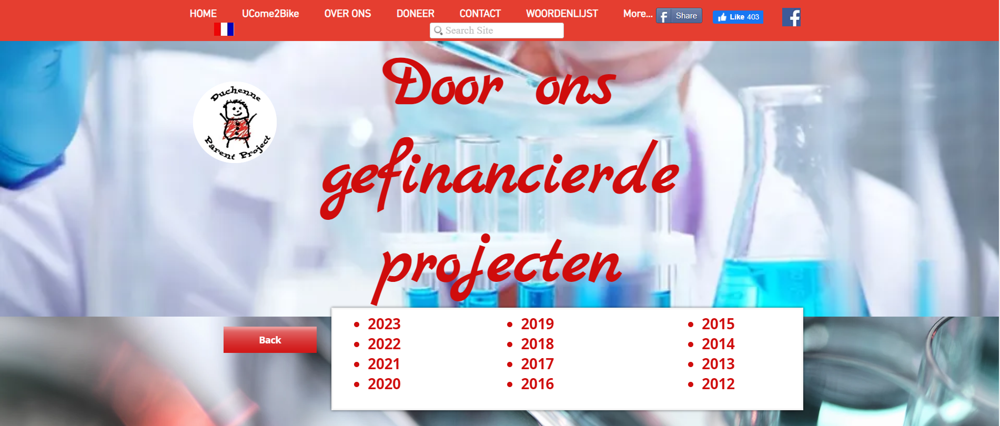 HOME UCome2Bike OVER ONS DONEER CONTACT WOORDENLIJST More...
Share
Like 403
Search Site
Duchenne
Parent Project
Door ons
gefinancierde
projecten
Back
2023
2022
2021
2020
2019
2018
2017
2016
2015
2014
2013
2012